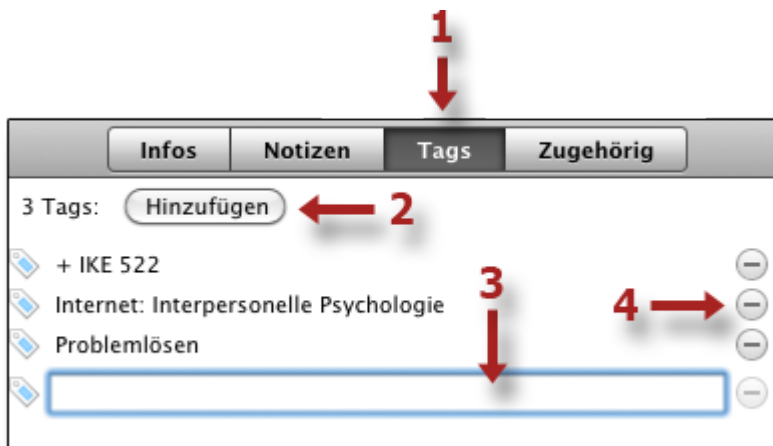 1
Infos Notizen Tags Zugehörig
3 Tags: Hinzufügen 2
+ IKE 522
Internet: Interpersonelle Psychologie 3 4
Problemlösen